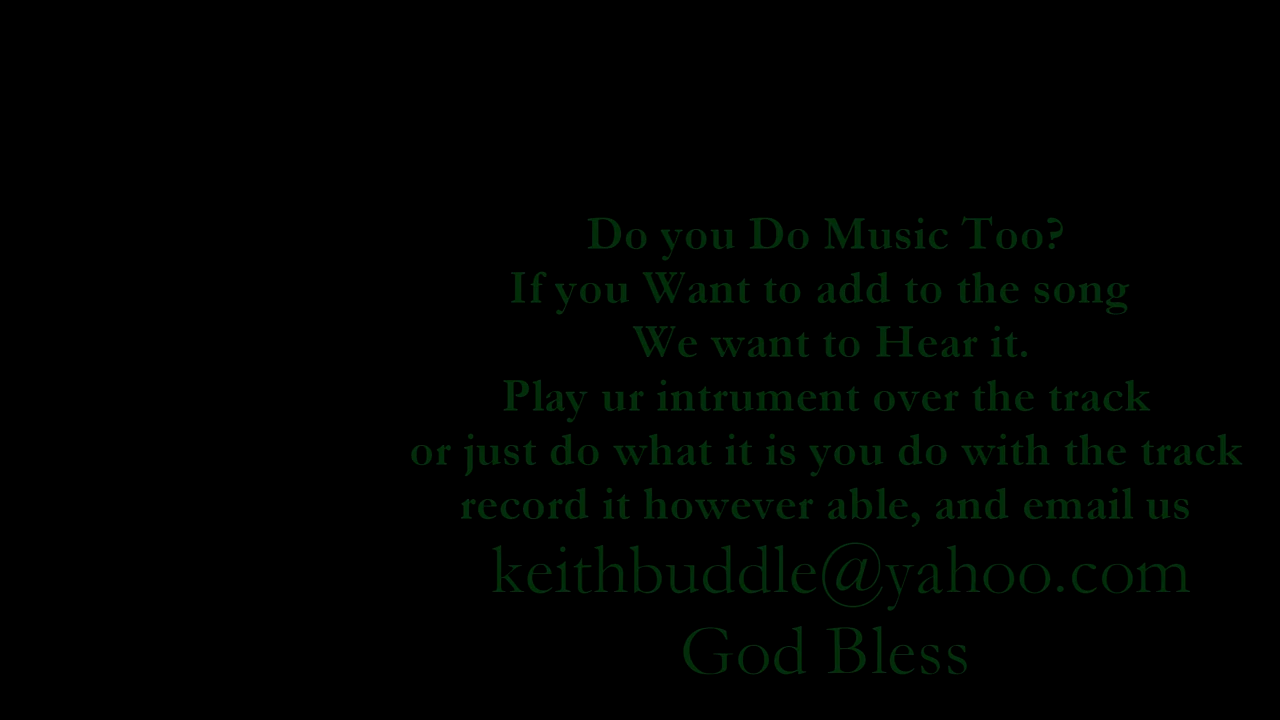 Do you Do Music Too?
If you Want to add to the song
We want to Hear it.
Play ur intrument over the track
or just do what it is you do with the track
record it however able, and email us
keithbuddle@yahoo.com
God Bless